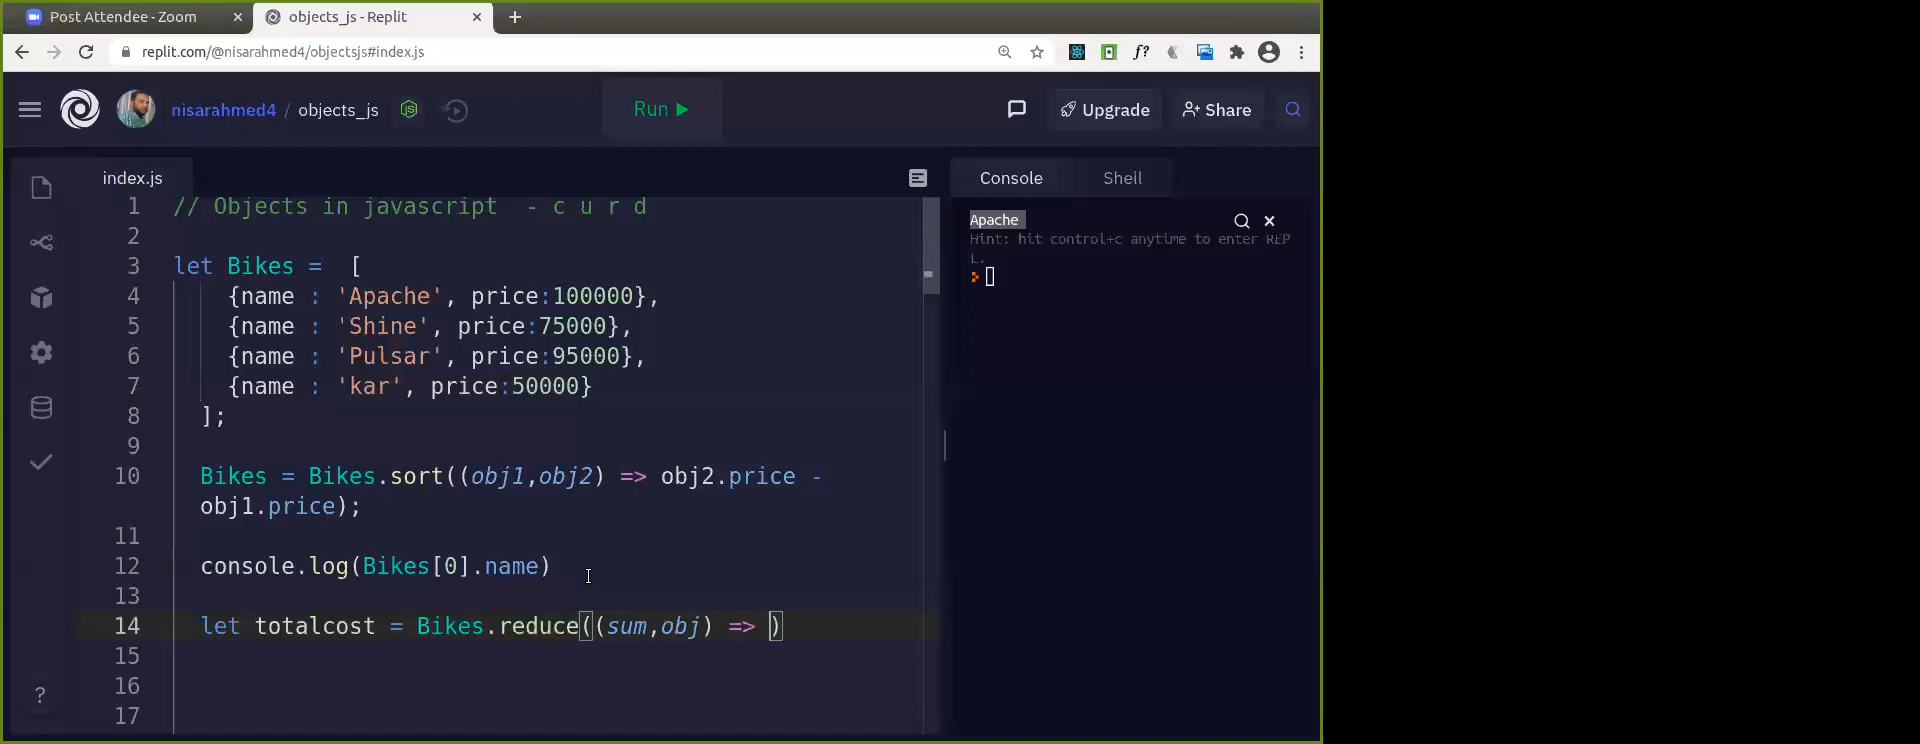 Post Attendee - Zoom
objects_js - Replit
replit.com/@nisarahmed4/objectsjs#index.js
f?
nisarahmed4 / objects_js
Run
Upgrade
Share
index.js
Console
Shell
1 // Objects in javascript - c u r d
2
3 let Bikes = [
4 {name : 'Apache', price:100000},
5 {name : 'Shine', price:75000},
6 {name : 'Pulsar', price:95000},
7 {name : 'kar', price:50000}
8 ];
9
10 Bikes = Bikes.sort((obj1,obj2) => obj2.price -
obj1.price);
11
12 console.log(Bikes[0].name)
13
14 let totalcost = Bikes.reduce((sum,obj) => )
15
16
17
Apache
Hint: hit control+c anytime to enter REP
L.
?